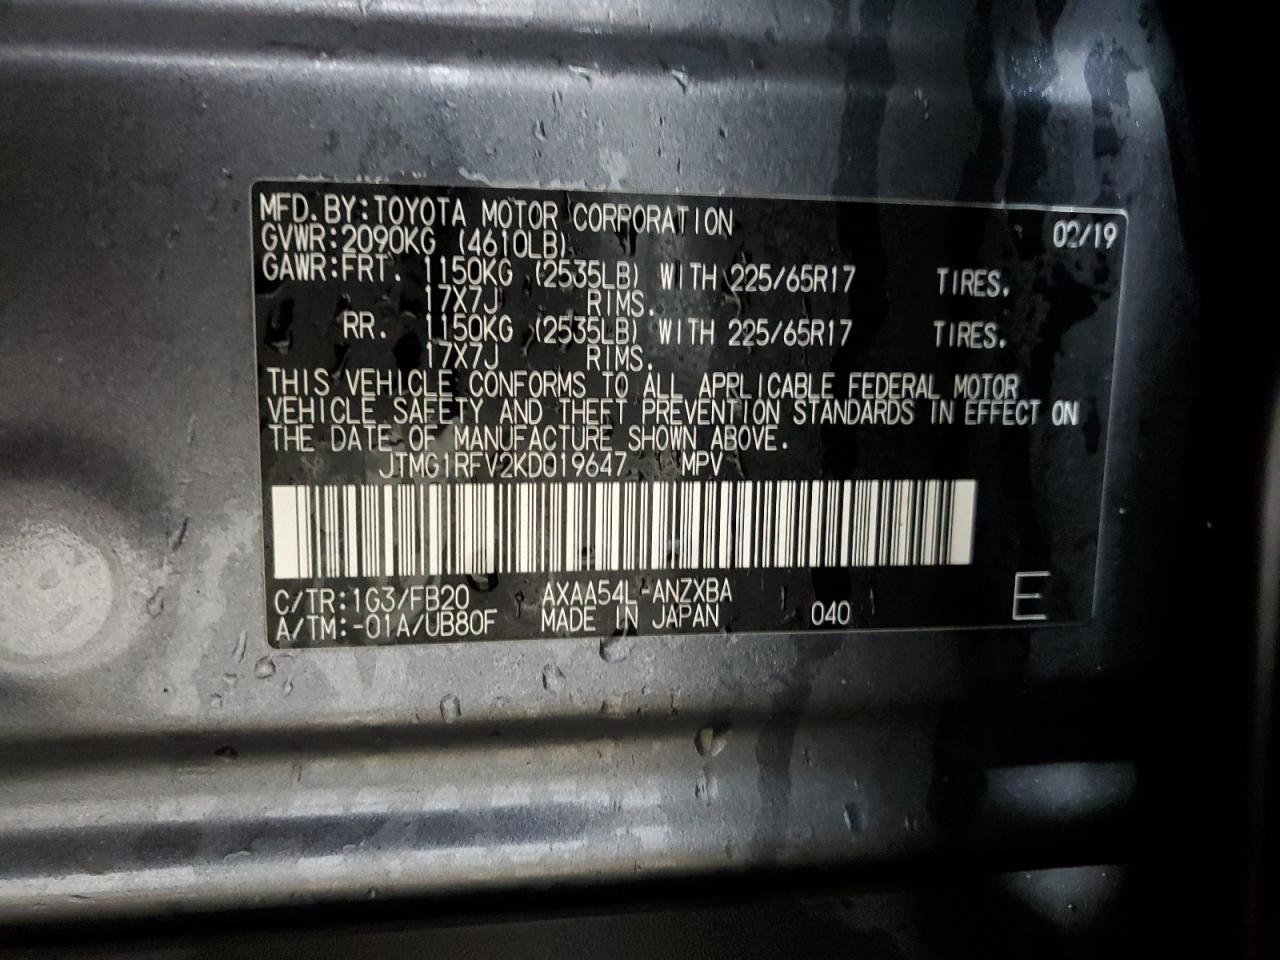 MFD.BY:TOYOTA MOTOR CORPORATION 02/19
GVWR:2090KG (4610LB)
GAWR:FRT. 1150KG (2535LB) WITH 225/65R17 TIRES.
17X7J RIMS.
RR. 1150KG (2535LB) WITH 225/65R17 TIRES.
17X7J RIMS.
THIS VEHICLE CONFORMS TO ALL APPLICABLE FEDERAL MOTOR
VEHICLE SAFETY AND THEFT PREVENTION STANDARDS IN EFFECT ON
THE DATE OF MANUFACTURE SHOWN ABOVE.
JTMG1RFV2KD019647 MPV
C/TR:1G3/FB20 AXAA54L-ANZXBA
A/TM:-01A/UB80F MADE IN JAPAN 040 E